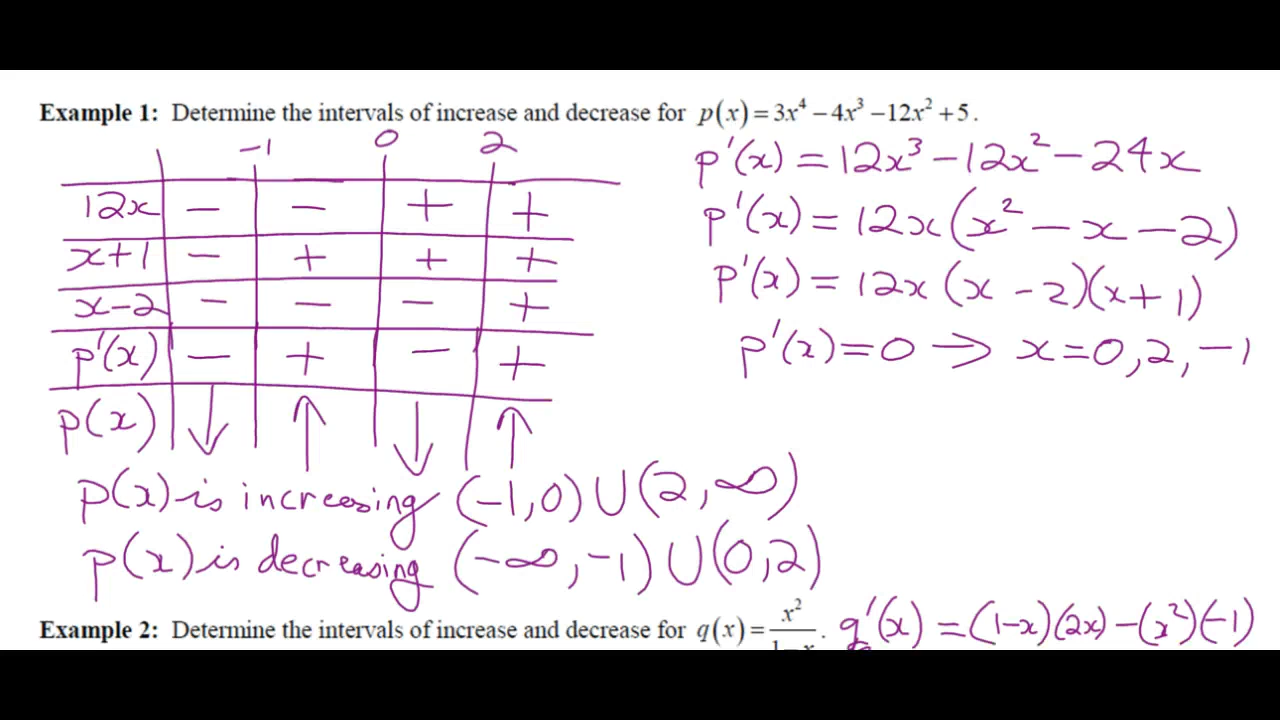 Example 1: Determine the intervals of increase and decrease for p(x) = 3x⁴ − 4x³ − 12x² + 5.
-1 0 2
12x − − + +
x+1 − + + +
x−2 − − − +
p'(x) − + − +
p(x) ↓ ↑ ↓ ↑
p'(x) = 12x³ − 12x² − 24x
p'(x) = 12x(x² − x − 2)
p'(x) = 12x(x − 2)(x + 1)
p'(x) = 0 → x = 0, 2, −1
p(x) is increasing (−1,0) ∪ (2,∞)
p(x) is decreasing (−∞,−1) ∪ (0,2)
Example 2: Determine the intervals of increase and decrease for q(x) = x²/(1−x). q'(x) = (1−x)(2x) − (x²)(−1)